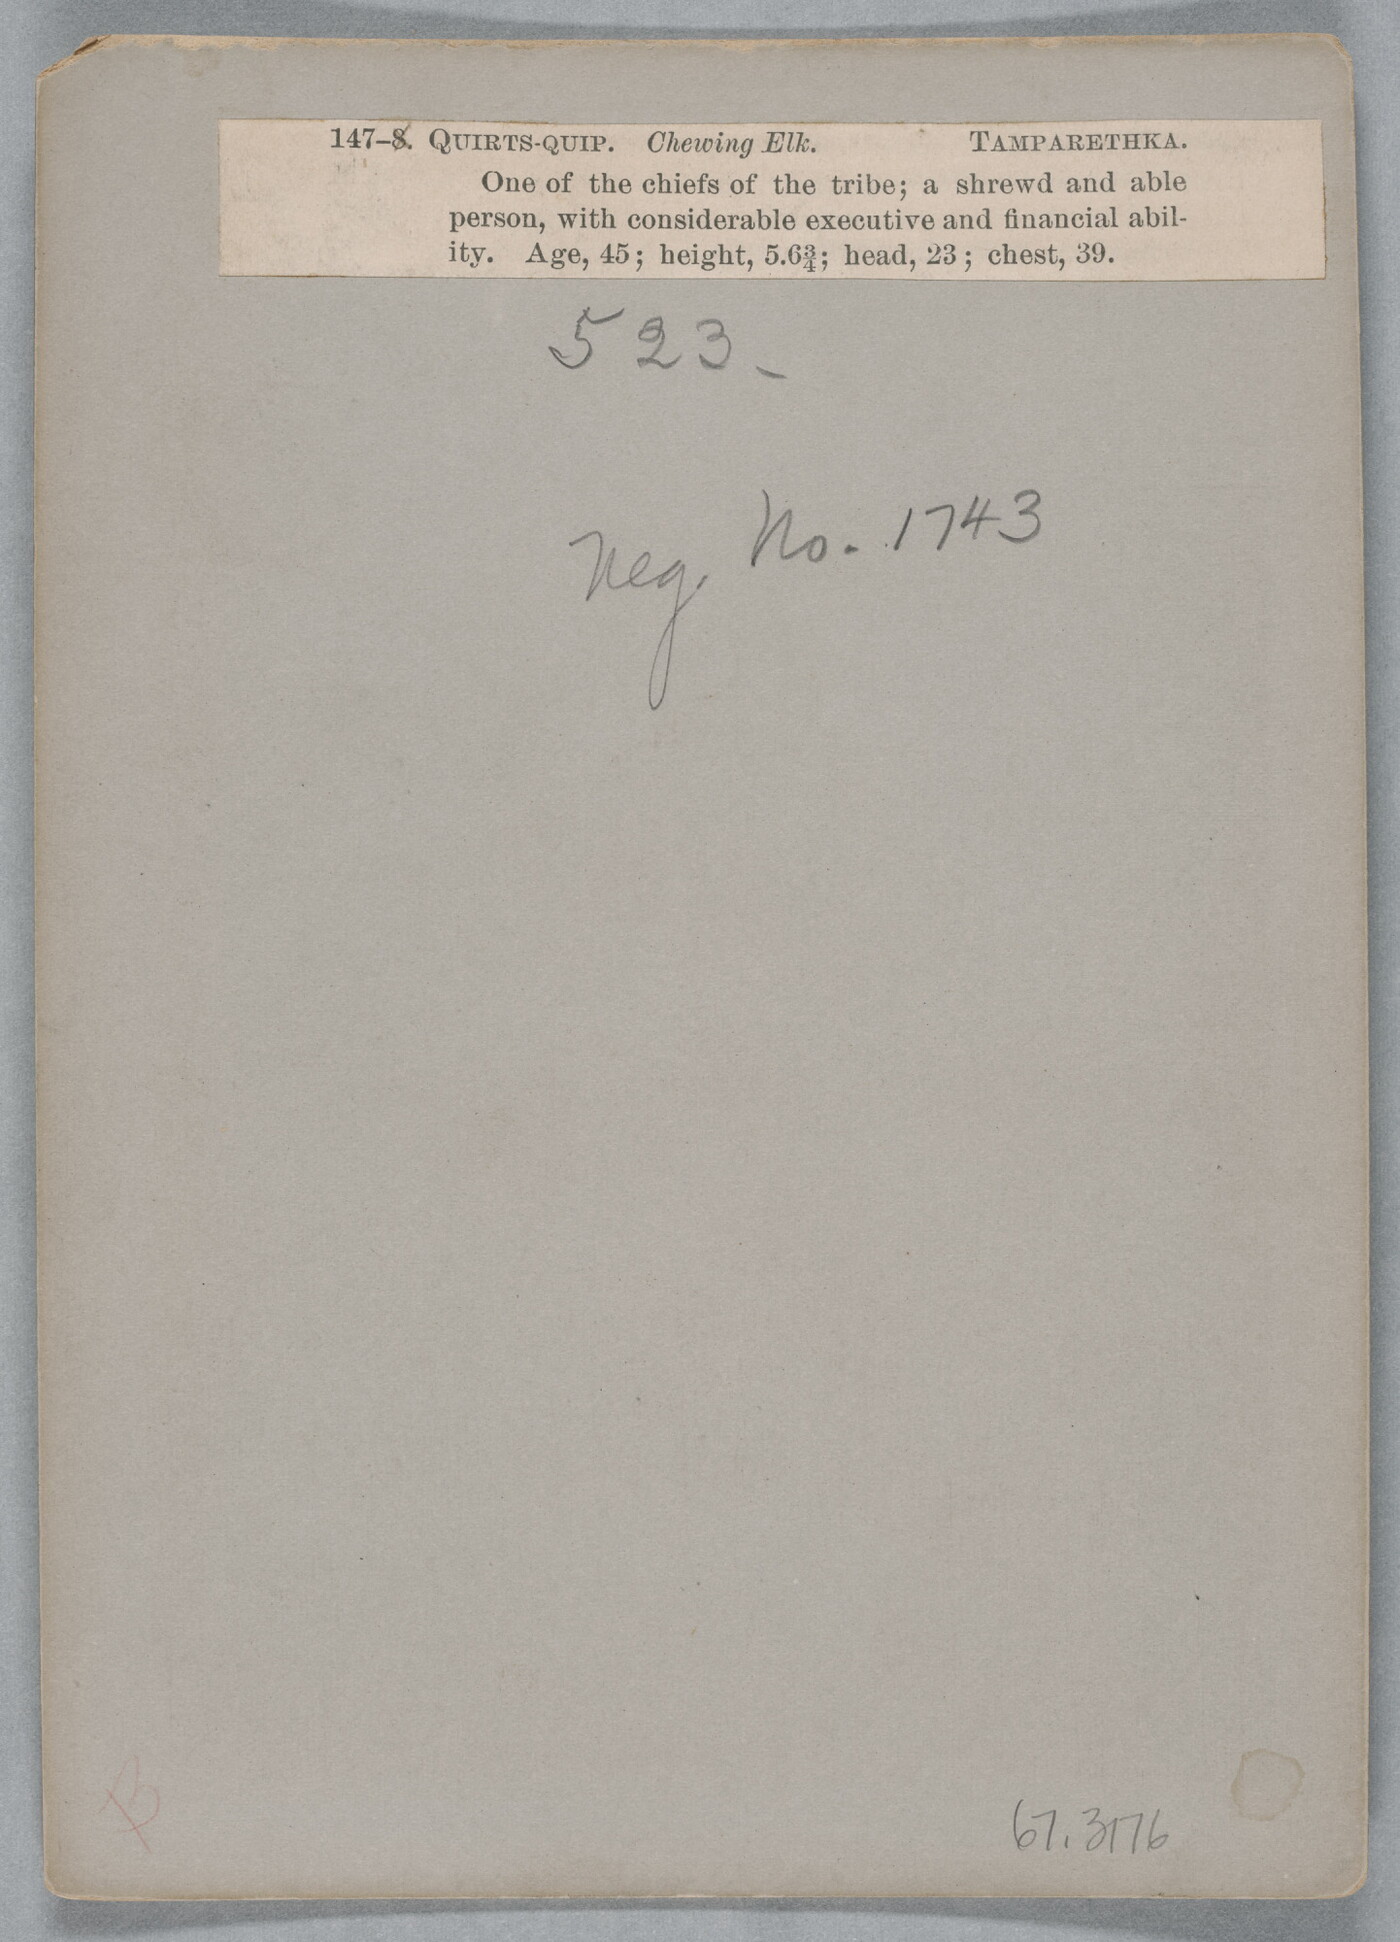 147-8. QUIRTS-QUIP. Chewing Elk. TAMPARETHKA.
One of the chiefs of the tribe; a shrewd and able
person, with considerable executive and financial abil-
ity. Age, 45; height, 5.6¾; head, 23; chest, 39.
523-
Neg. No. 1743
B
67.3176